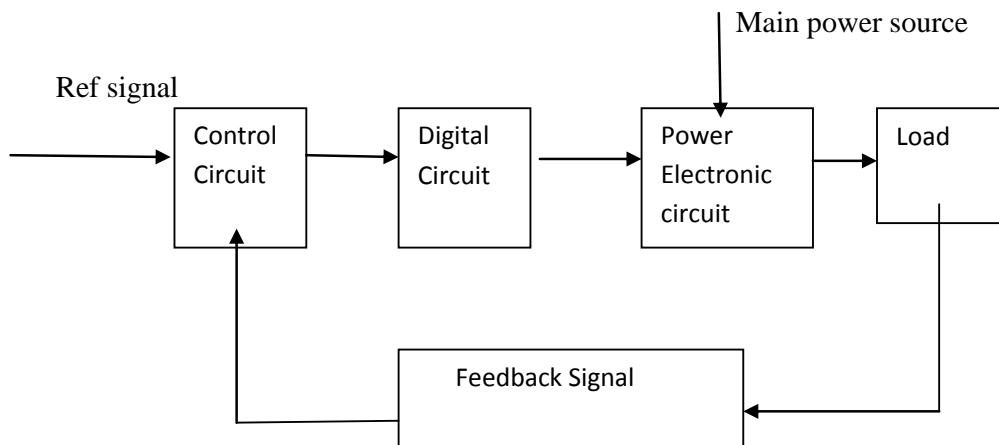 Main power source
Ref signal
Control
Circuit
Digital
Circuit
Power
Electronic
circuit
Load
Feedback Signal